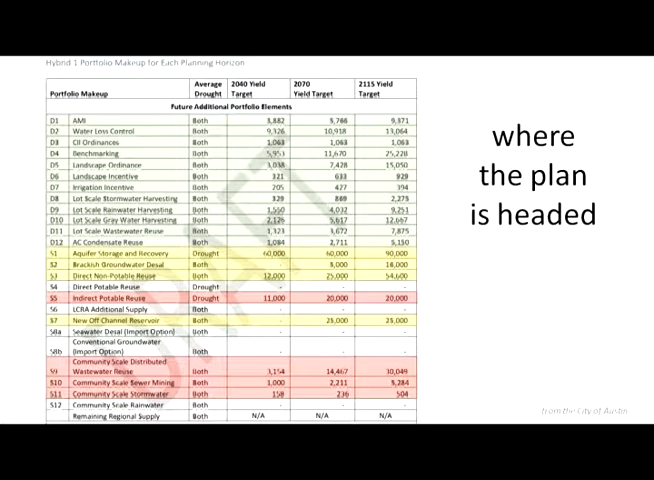 Hybrid 1 Portfolio Makeup for Each Planning Horizon
Portfolio Makeup Average Drought 2040 Yield Target 2070 Yield Target 2115 Yield Target
Future Additional Portfolio Elements
D1 AMI Both 3,882 5,766 9,371
D2 Water Loss Control Both 9,326 10,918 13,064
D3 CII Ordinances Both 1,063 1,063 1,063
D4 Benchmarking Both 5,953 11,670 25,228
D5 Landscape Ordinance Both 3,038 7,428 15,050
D6 Landscape Incentive Both 321 633 929
D7 Irrigation Incentive Both 205 427 394
D8 Lot Scale Stormwater Harvesting Both 329 869 2,275
D9 Lot Scale Rainwater Harvesting Both 1,550 4,032 9,251
D10 Lot Scale Gray Water Harvesting Both 2,126 5,617 12,667
D11 Lot Scale Wastewater Reuse Both 1,323 3,672 7,875
D12 AC Condensate Reuse Both 1,084 2,711 5,150
S1 Aquifer Storage and Recovery Drought 60,000 60,000 90,000
S2 Brackish Groundwater Desal Both - 5,000 16,000
S3 Direct Non-Potable Reuse Both 12,000 25,000 54,600
S4 Direct Potable Reuse Drought - - -
S5 Indirect Potable Reuse Drought 11,000 20,000 20,000
S6 LCRA Additional Supply Both - - -
S7 New Off Channel Reservoir Both - 25,000 25,000
S8a Seawater Desal (Import Option) Both - - -
S8b Conventional Groundwater (Import Option) Both - - -
S9 Community Scale Distributed Wastewater Reuse Both 3,154 14,467 30,049
S10 Community Scale Sewer Mining Both 1,000 2,211 5,284
S11 Community Scale Stormwater Both 158 236 504
S12 Community Scale Rainwater Both - - -
Remaining Regional Supply Both N/A N/A N/A
DRAFT
where
the plan
is headed
from the City of Austin